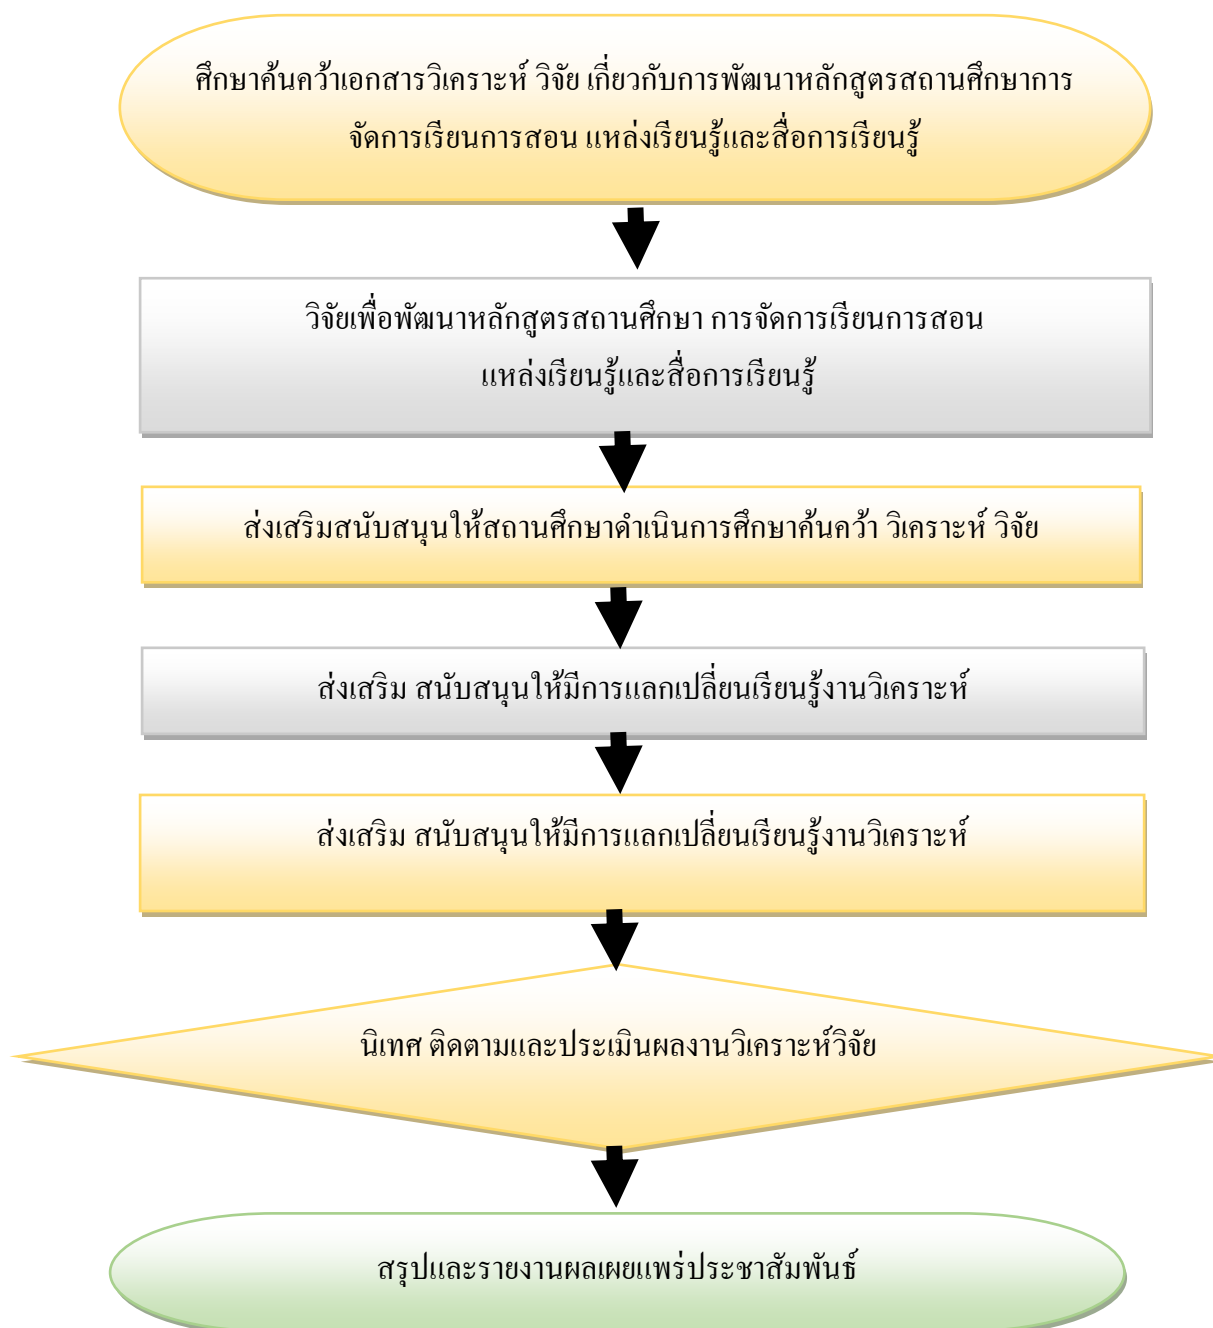 ศึกษาค้นคว้าเอกสารวิเคราะห์ วิจัย เกี่ยวกับการพัฒนาหลักสูตรสถานศึกษาการ
จัดการเรียนการสอน แหล่งเรียนรู้และสื่อการเรียนรู้
วิจัยเพื่อพัฒนาหลักสูตรสถานศึกษา การจัดการเรียนการสอน
แหล่งเรียนรู้และสื่อการเรียนรู้
ส่งเสริมสนับสนุนให้สถานศึกษาดำเนินการศึกษาค้นคว้า วิเคราะห์ วิจัย
ส่งเสริม สนับสนุนให้มีการแลกเปลี่ยนเรียนรู้งานวิเคราะห์
ส่งเสริม สนับสนุนให้มีการแลกเปลี่ยนเรียนรู้งานวิเคราะห์
นิเทศ ติดตามและประเมินผลงานวิเคราะห์วิจัย
สรุปและรายงานผลเผยแพร่ประชาสัมพันธ์